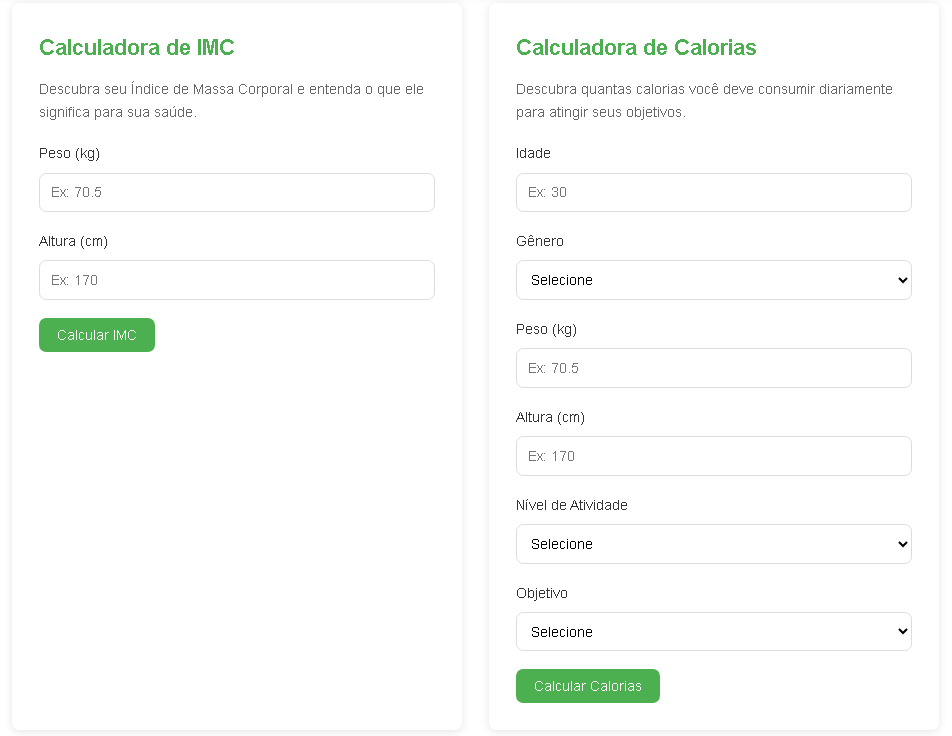 Calculadora de IMC
Descubra seu Índice de Massa Corporal e entenda o que ele
significa para sua saúde.
Peso (kg)
Ex: 70.5
Altura (cm)
Ex: 170
Calcular IMC
Calculadora de Calorias
Descubra quantas calorias você deve consumir diariamente
para atingir seus objetivos.
Idade
Ex: 30
Gênero
Selecione
Peso (kg)
Ex: 70.5
Altura (cm)
Ex: 170
Nível de Atividade
Selecione
Objetivo
Selecione
Calcular Calorias